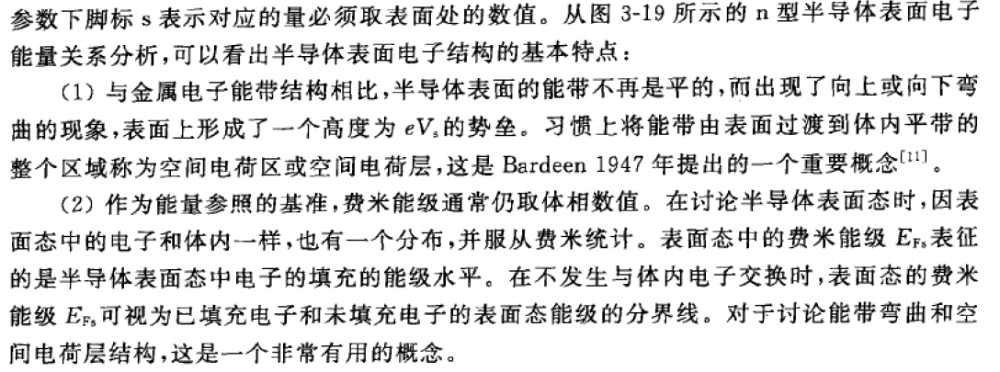 参数下脚标 s 表示对应的量必须取表面处的数值。从图 3-19 所示的 n 型半导体表面电子
能量关系分析,可以看出半导体表面电子结构的基本特点:
(1) 与金属电子能带结构相比,半导体表面的能带不再是平的,而出现了向上或向下弯
曲的现象,表面上形成了一个高度为 eVs的势垒。习惯上将能带由表面过渡到体内平带的
整个区域称为空间电荷区或空间电荷层,这是 Bardeen 1947 年提出的一个重要概念[11]。
(2) 作为能量参照的基准,费米能级通常仍取体相数值。在讨论半导体表面态时,因表
面态中的电子和体内一样,也有一个分布,并服从费米统计。表面态中的费米能级 EFs表征
的是半导体表面态中电子的填充的能级水平。在不发生与体内电子交换时,表面态的费米
能级 EFs可视为已填充电子和未填充电子的表面态能级的分界线。对于讨论能带弯曲和空
间电荷层结构,这是一个非常有用的概念。